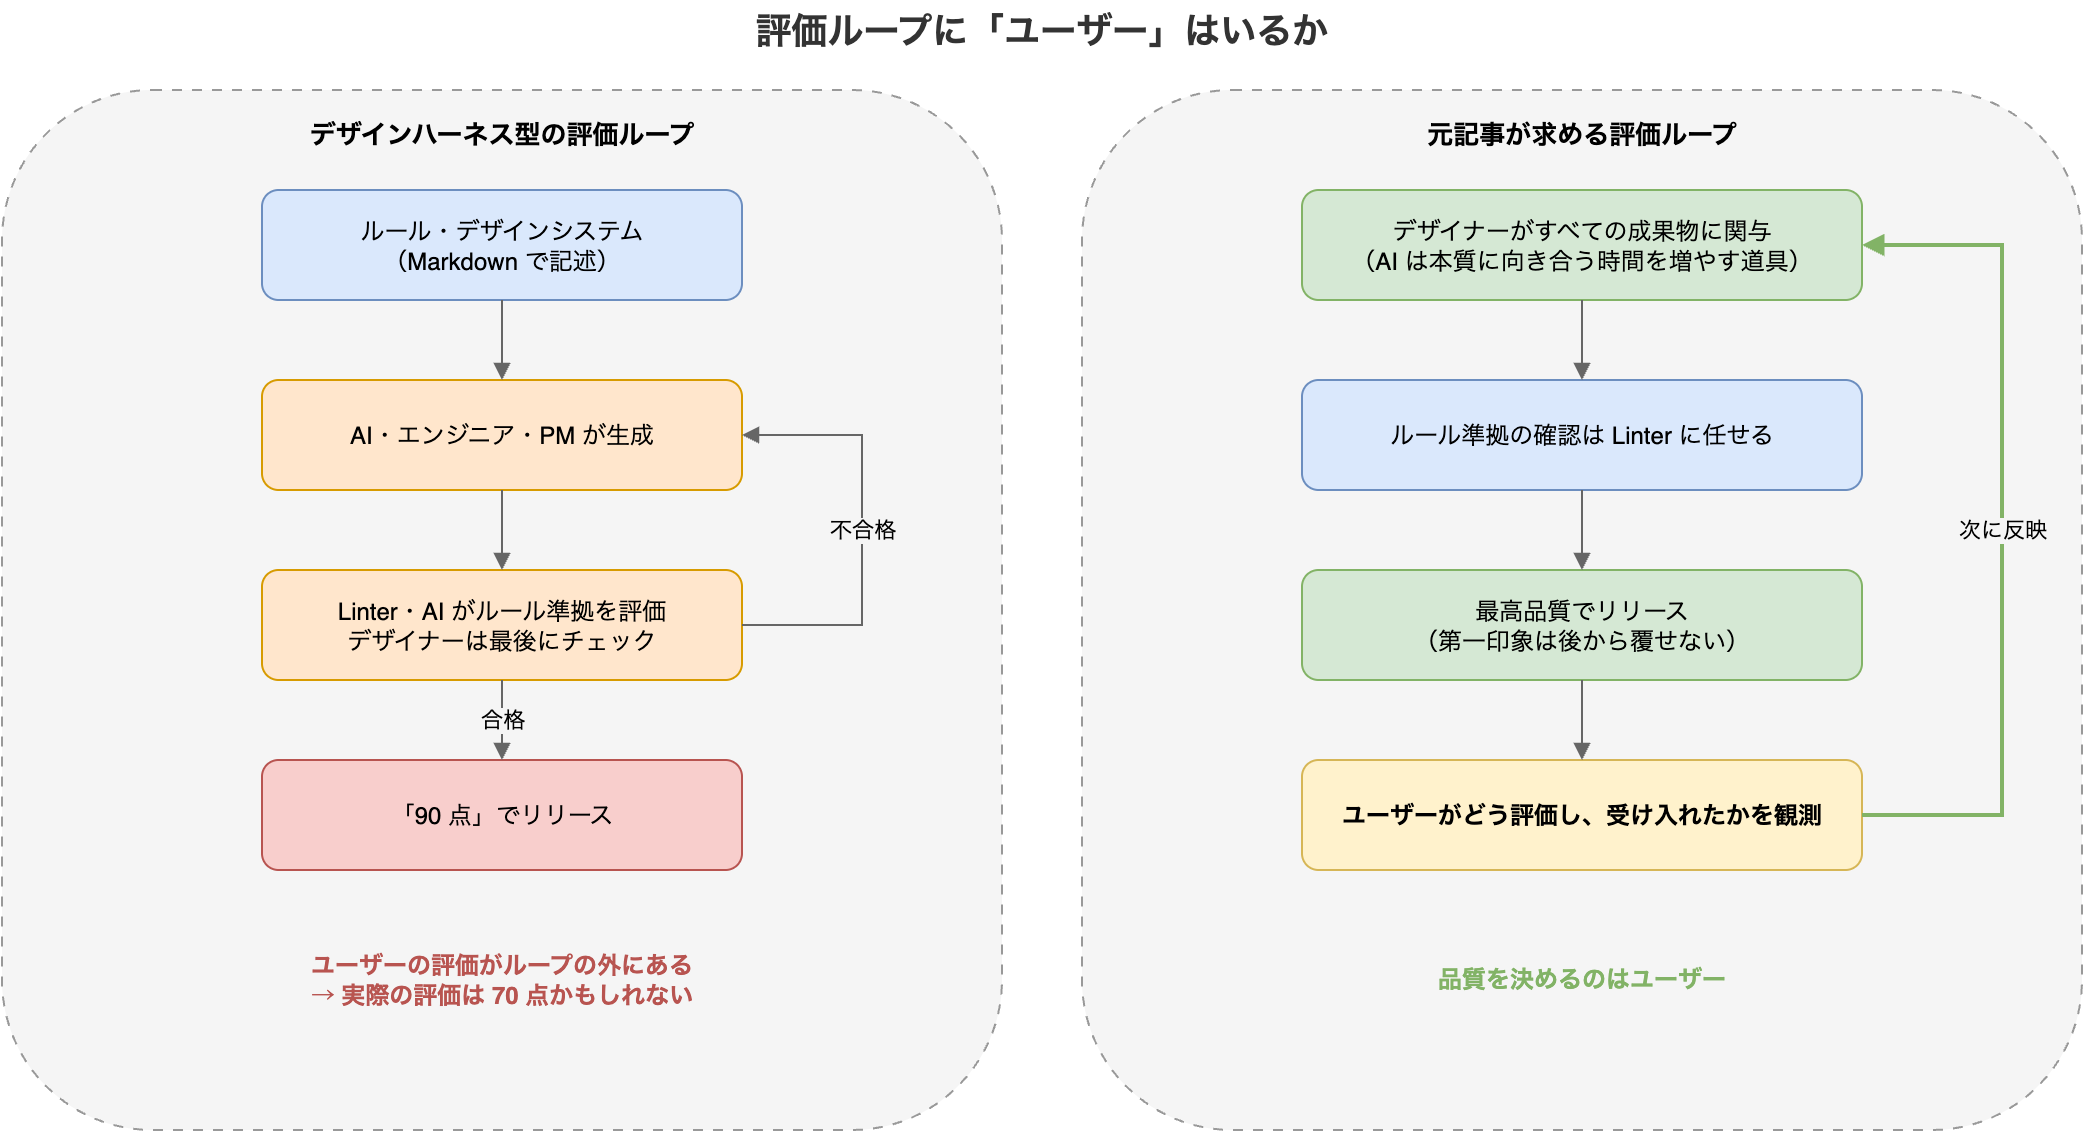 評価ループに「ユーザー」はいるか
デザインハーネス型の評価ループ
ルール・デザインシステム
（Markdown で記述）
AI・エンジニア・PM が生成
不合格
Linter・AI がルール準拠を評価
デザイナーは最後にチェック
合格
「90 点」でリリース
ユーザーの評価がループの外にある
→ 実際の評価は 70 点かもしれない
元記事が求める評価ループ
デザイナーがすべての成果物に関与
（AI は本質に向き合う時間を増やす道具）
ルール準拠の確認は Linter に任せる
次に反映
最高品質でリリース
（第一印象は後から覆せない）
ユーザーがどう評価し、受け入れたかを観測
品質を決めるのはユーザー